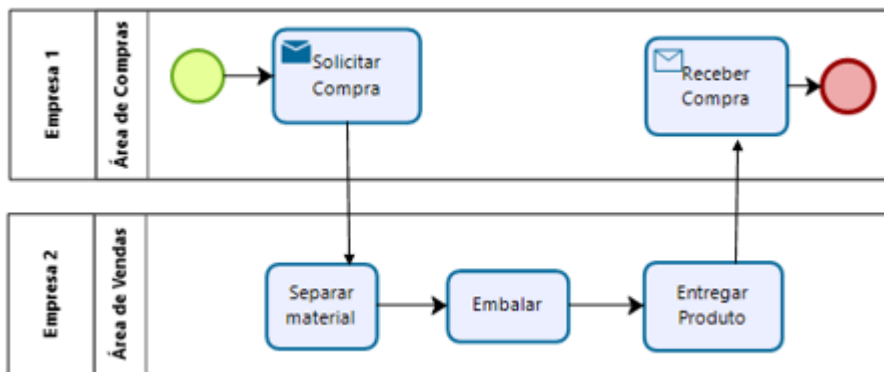 Empresa 1
Área de Compras
Solicitar
Compra
Receber
Compra
Empresa 2
Área de Vendas
Separar
material
Embalar
Entregar
Produto